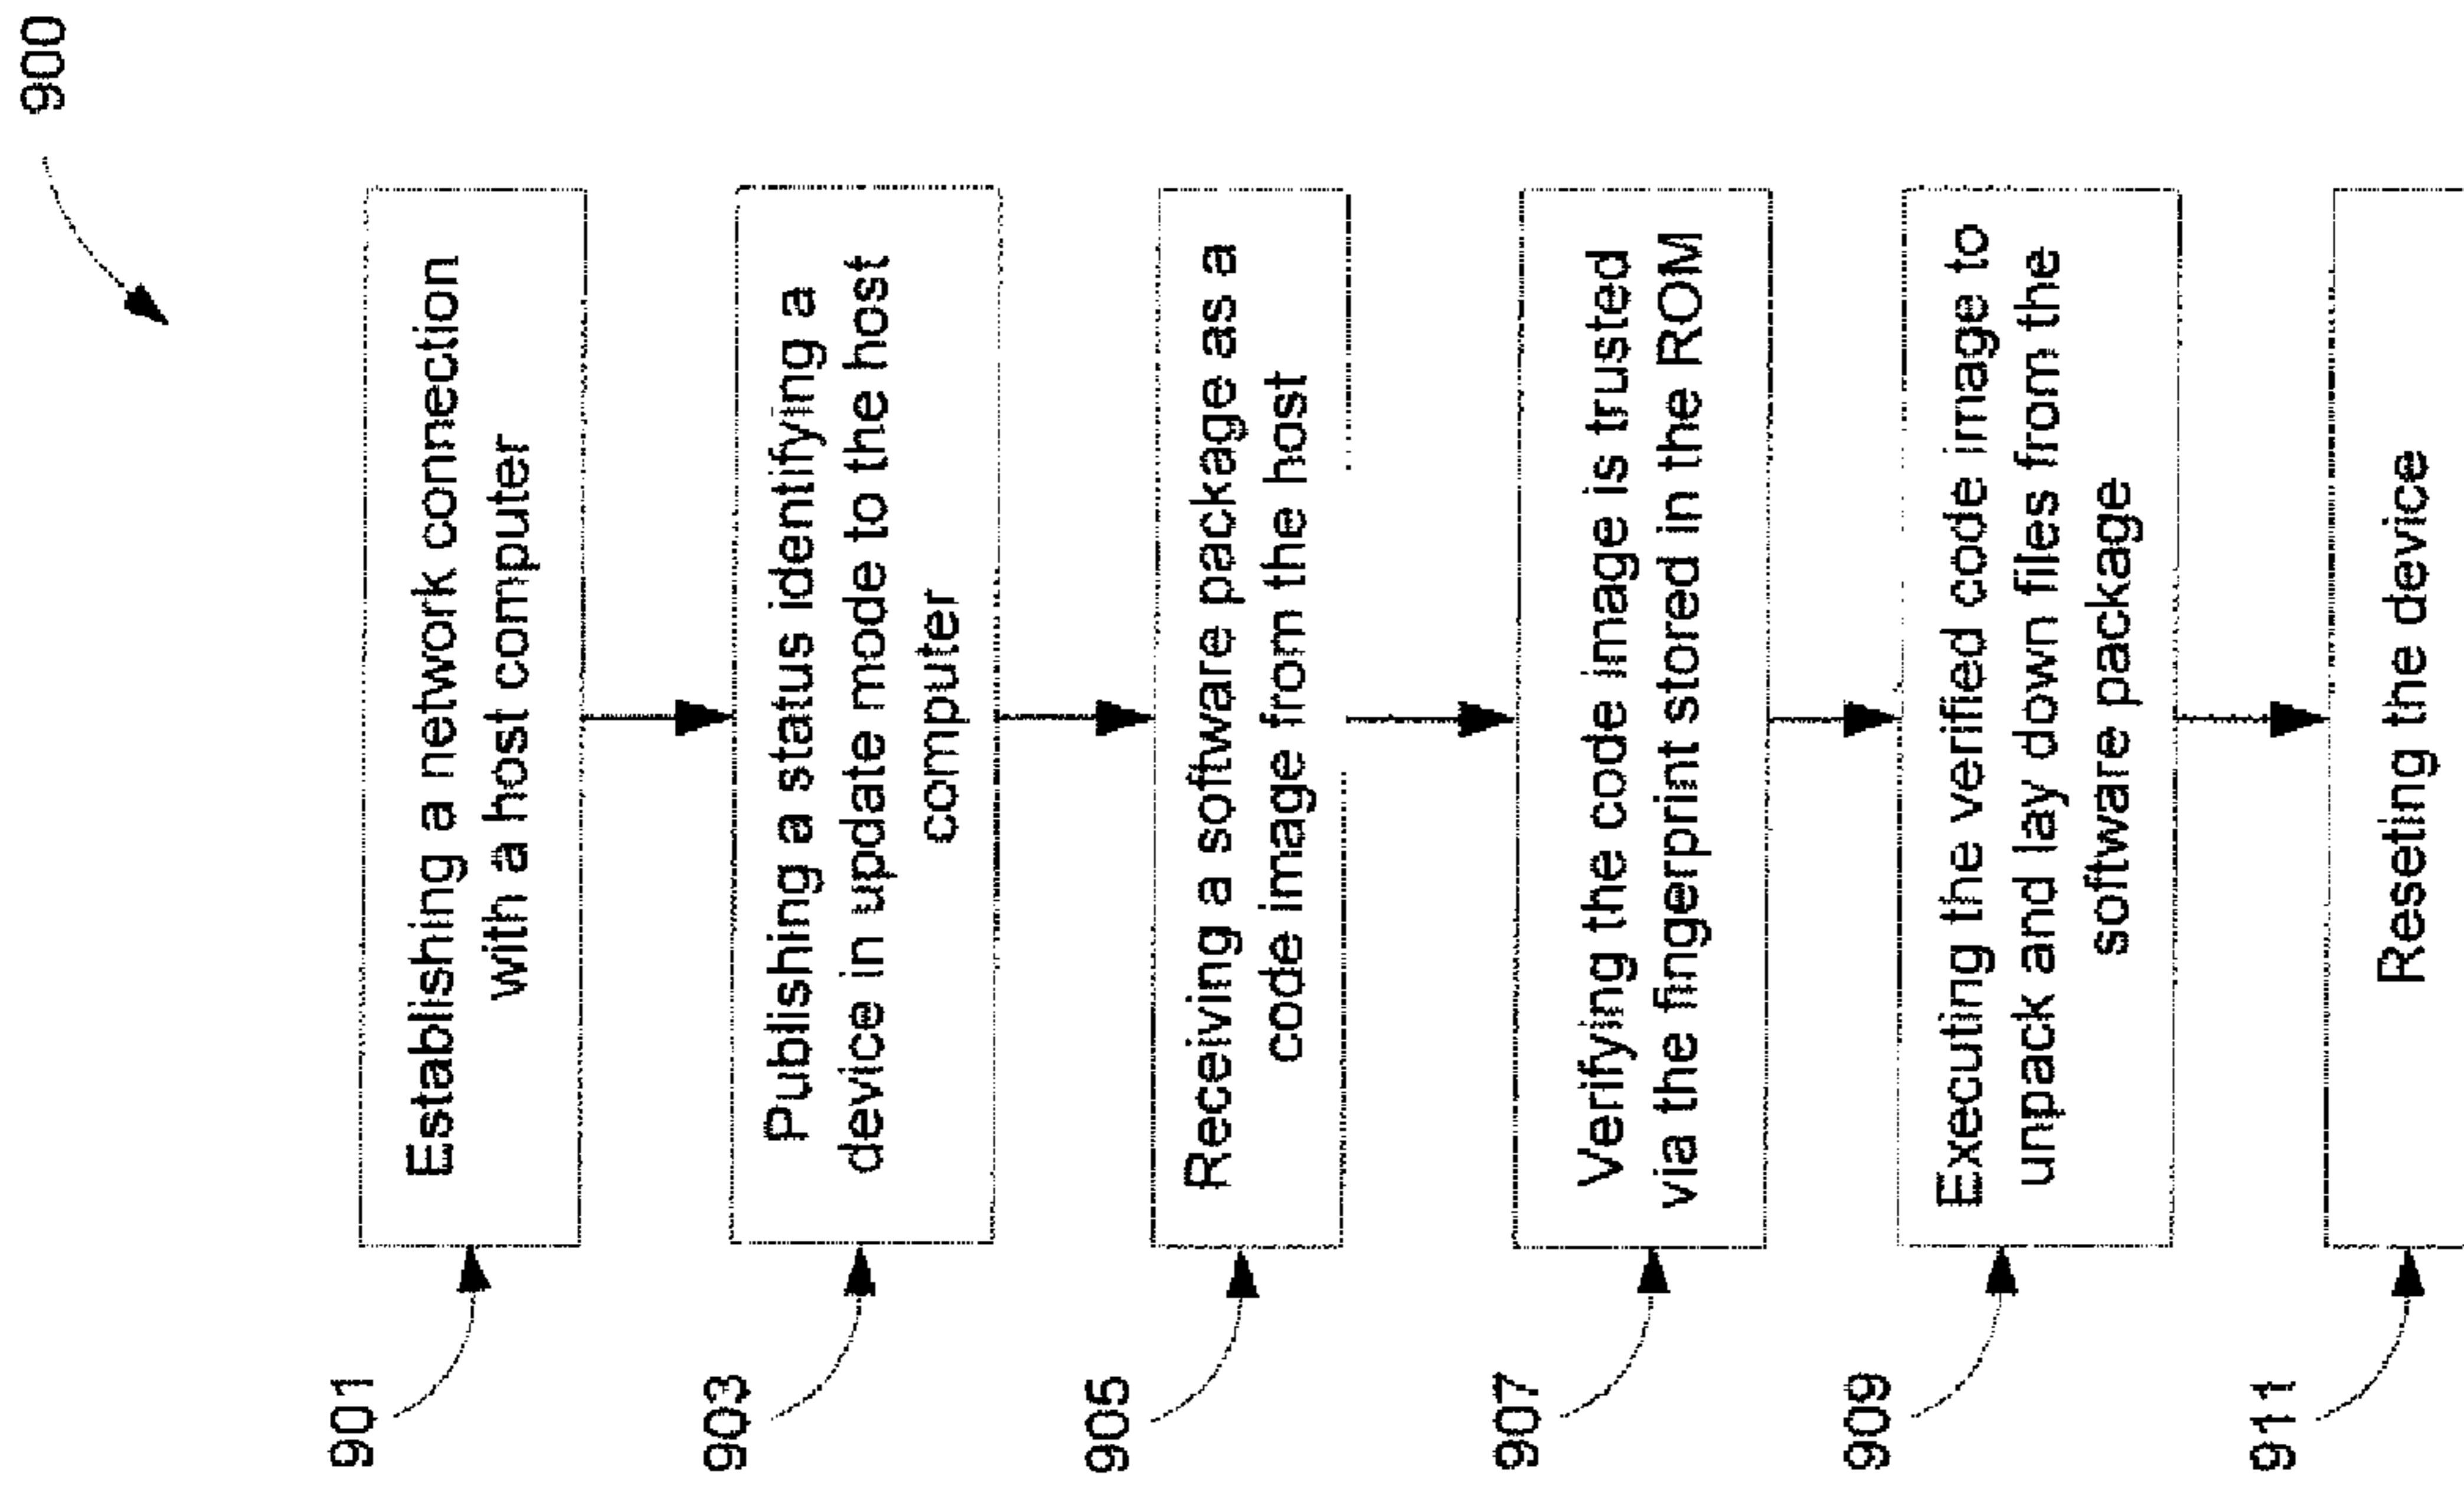 900
901
Establishing a network connection
with a host computer
903
Publishing a status identifying a
device in update mode to the host
computer
905
Receiving a software package as a
code image from the host
907
Verifying the code image is trusted
via the fingerprint stored in the ROM
909
Executing the verified code image to
unpack and lay down files from the
software package
911
Reseting the device